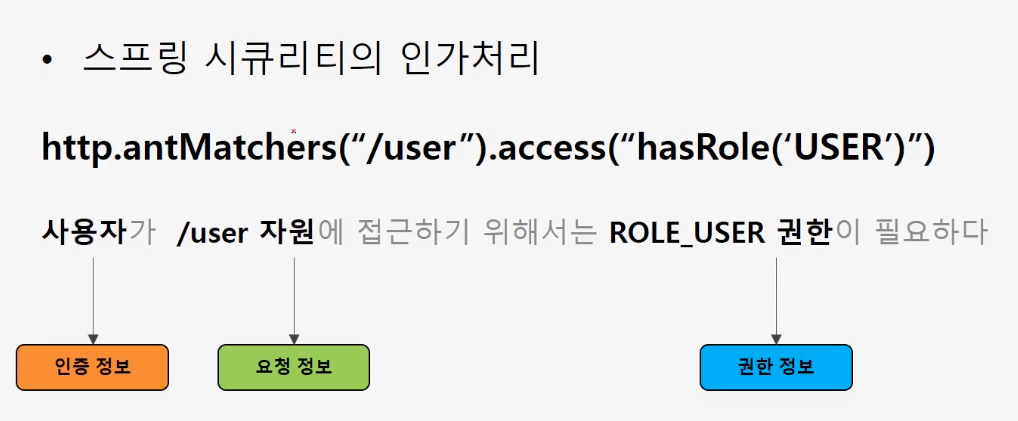 • 스프링 시큐리티의 인가처리
http.antMatchers(“/user”).access(“hasRole(‘USER’)”)
사용자가 /user 자원에 접근하기 위해서는 ROLE_USER 권한이 필요하다
인증 정보 요청 정보 권한 정보